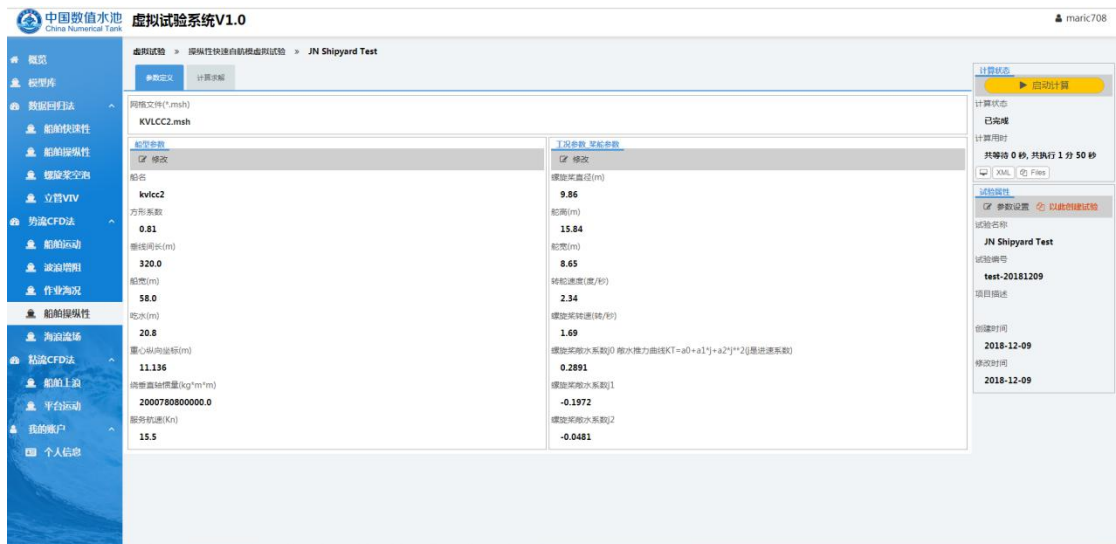 中国数值水池
China Numerical Tank
虚拟试验系统V1.0
maric708
概览
船型库
数据回归法
船舶快速性
船舶操纵性
螺旋桨空泡
立管VIV
势流CFD法
船舶运动
波浪增阻
作业海况
船舶操纵性
海浪流场
粘流CFD法
船舶上浪
平台运动
我的账户
个人信息
虚拟试验 » 操纵性快速自航模虚拟试验 » JN Shipyard Test
参数定义 计算求解
网格文件(*.msh)
KVLCC2.msh
船型参数
修改
船名
kvlcc2
方形系数
0.81
垂线间长(m)
320.0
船宽(m)
58.0
吃水(m)
20.8
重心纵向坐标(m)
11.136
绕垂直轴惯量(kg*m*m)
2000780800000.0
服务航速(Kn)
15.5
工况参数_桨舵参数
修改
螺旋桨直径(m)
9.86
舵高(m)
15.84
舵宽(m)
8.65
转舵速度(度/秒)
2.34
螺旋桨转速(转/秒)
1.69
螺旋桨敞水系数j0 敞水推力曲线KT=a0+a1*j+a2*j**2(j是进速系数)
0.2891
螺旋桨敞水系数j1
-0.1972
螺旋桨敞水系数j2
-0.0481
计算状态
启动计算
计算状态
已完成
计算用时
共等待 0 秒, 共执行 1 分 50 秒
XML Files
试验属性
参数设置 以此创建试验
试验名称
JN Shipyard Test
试验编号
test-20181209
项目描述
创建时间
2018-12-09
修改时间
2018-12-09